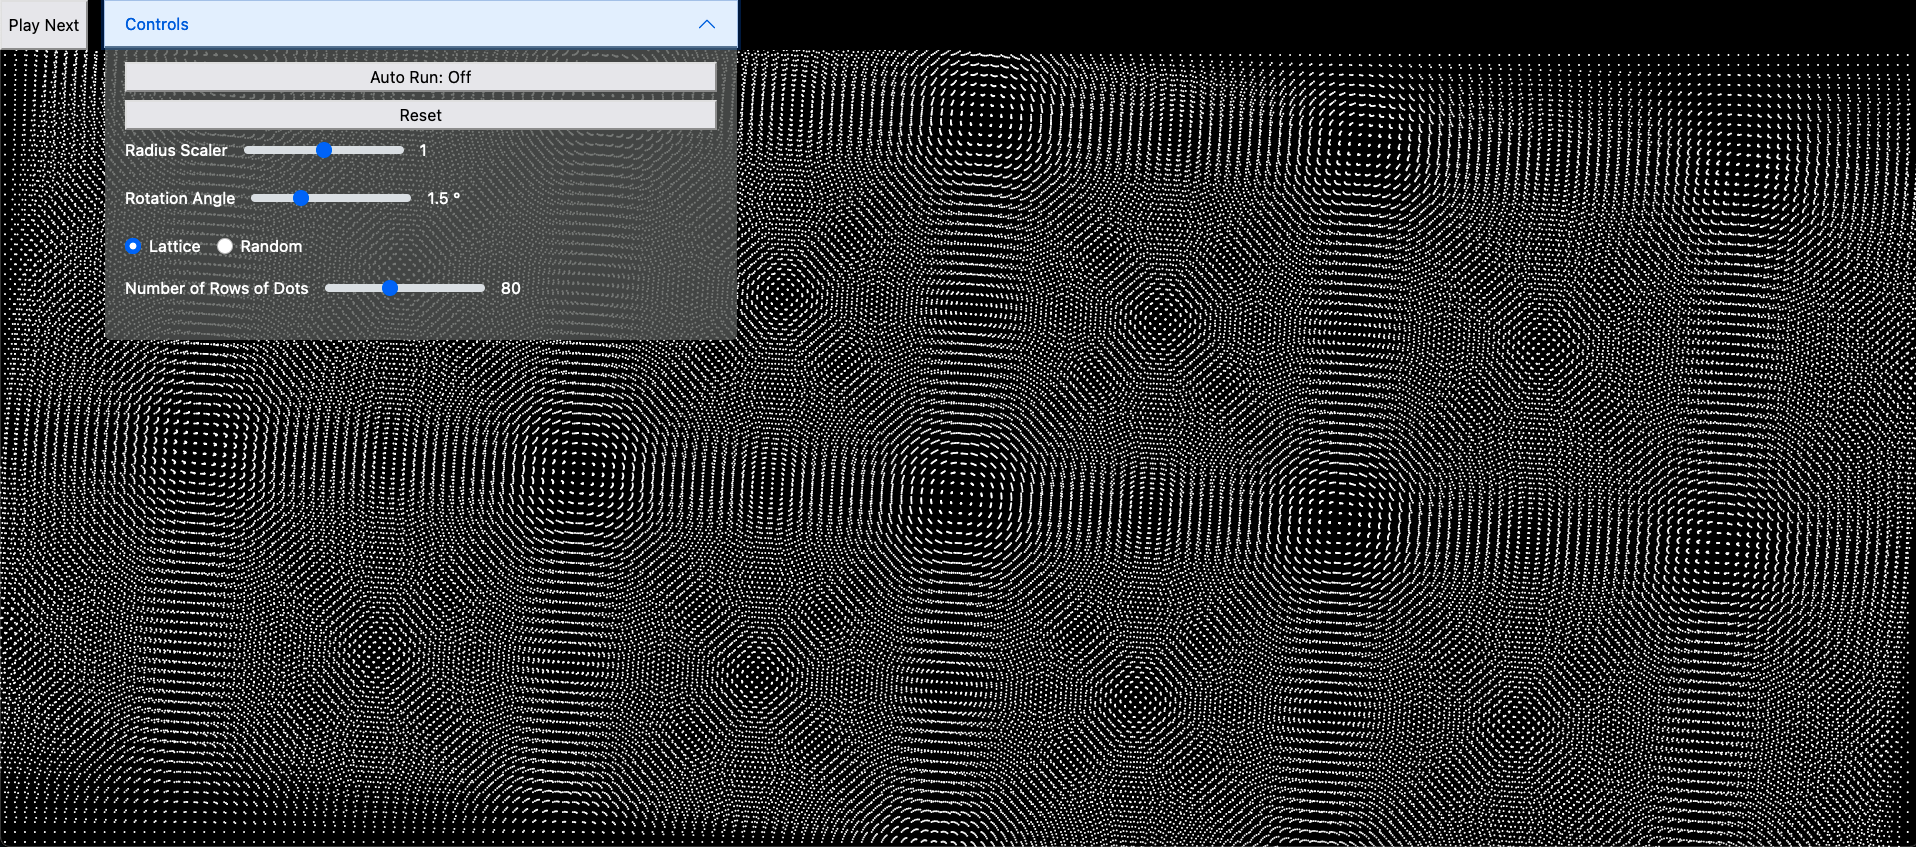 Play Next
Controls
Auto Run: Off
Reset
Radius Scaler 1
Rotation Angle 1.5 °
Lattice Random
Number of Rows of Dots 80